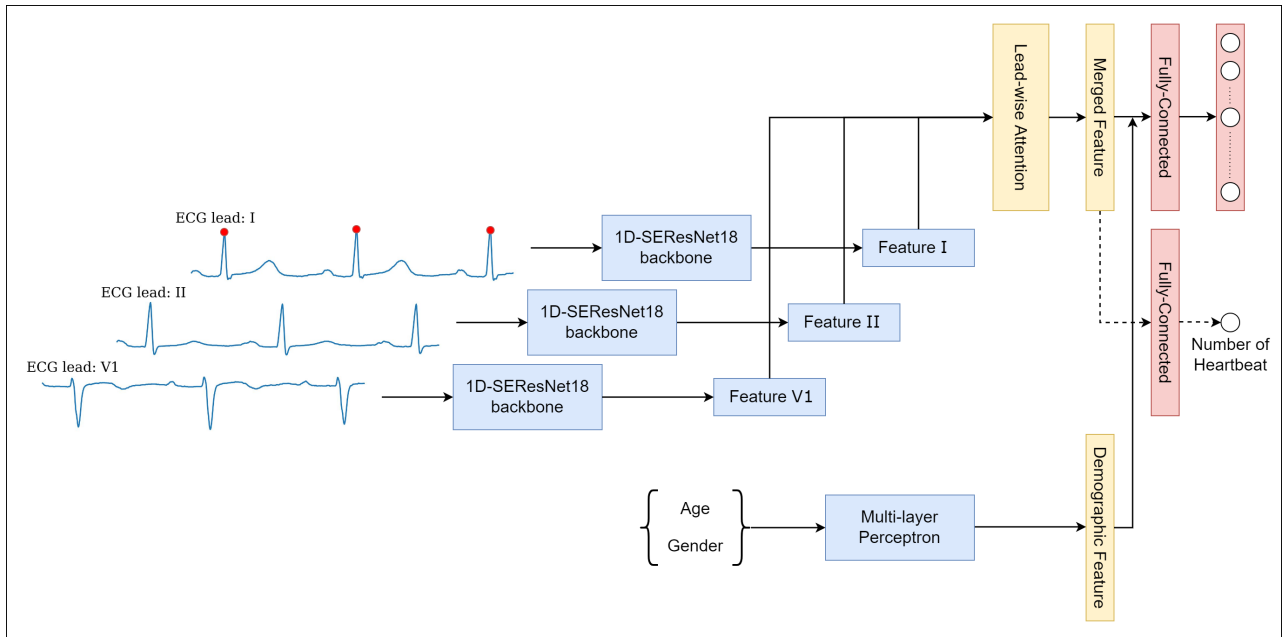 ECG lead: I
1D-SEResNet18
backbone
Feature I
ECG lead: II
1D-SEResNet18
backbone
Feature II
ECG lead: V1
1D-SEResNet18
backbone
Feature V1
Lead-wise Attention
Merged Feature
Fully-Connected
Fully-Connected
Number of
Heartbeat
Age
Gender
Multi-layer
Perceptron
Demographic Feature